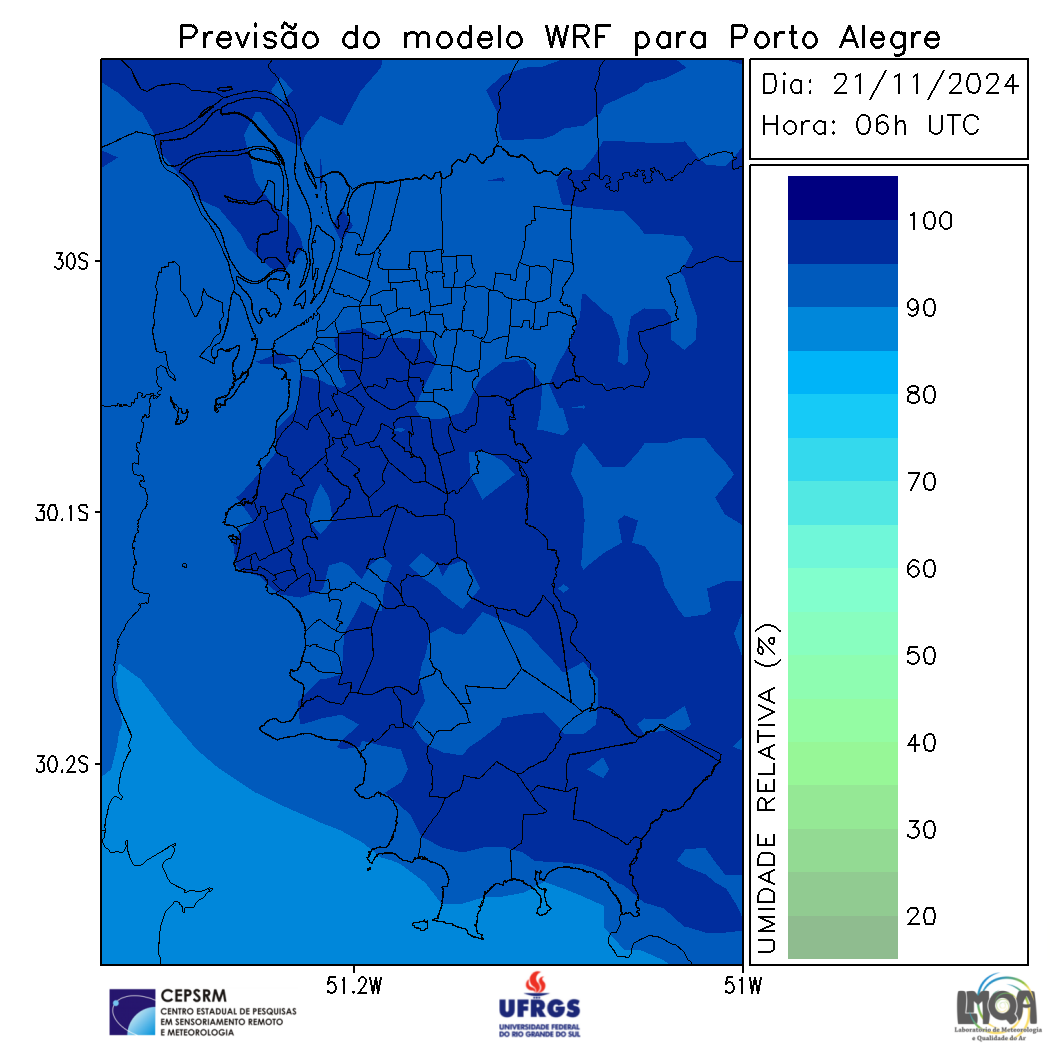 Previsão do modelo WRF para Porto Alegre
Dia: 21/11/2024
Hora: 06h UTC
30S
30.1S
30.2S
51.2W
51W
UMIDADE RELATIVA (%)
100
90
80
70
60
50
40
30
20
CEPSRM
CENTRO ESTADUAL DE PESQUISAS
EM SENSORIAMENTO REMOTO
E METEOROLOGIA
UFRGS
UNIVERSIDADE FEDERAL
DO RIO GRANDE DO SUL
LMQA
Laboratório de Meteorologia
e Qualidade do Ar